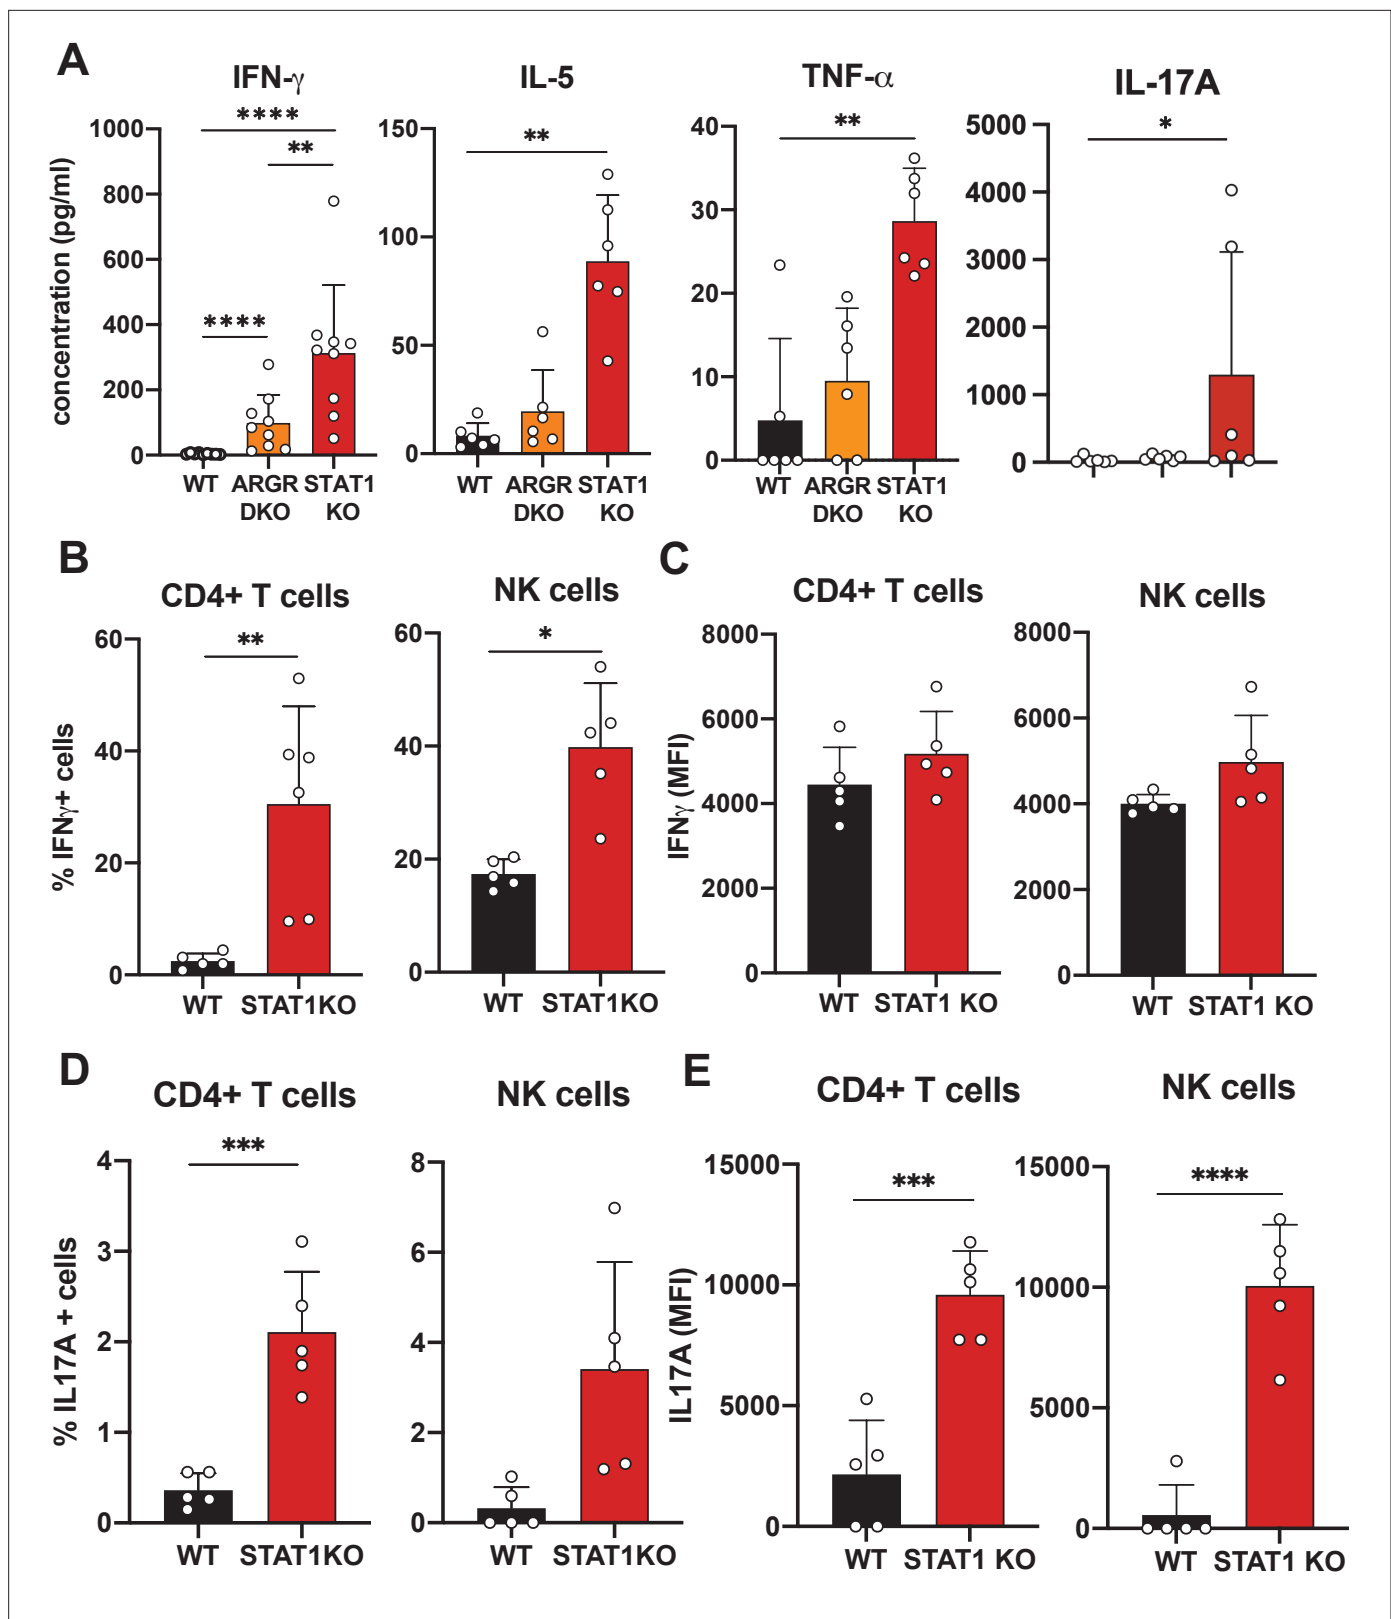 A
IFN-γ
IL-5
TNF-α
IL-17A
concentration (pg/ml)
1000
800
600
400
200
0
****
**
****
WT
ARGR DKO
STAT1 KO
150
100
50
0
**
WT
ARGR DKO
STAT1 KO
40
30
20
10
0
**
WT
ARGR DKO
STAT1 KO
5000
4000
3000
2000
1000
0
*
B
CD4+ T cells
NK cells
% IFNγ+ cells
60
40
20
0
**
WT
STAT1KO
60
40
20
0
*
WT
STAT1KO
C
CD4+ T cells
NK cells
IFNγ (MFI)
8000
6000
4000
2000
0
WT
STAT1 KO
8000
6000
4000
2000
0
WT
STAT1 KO
D
CD4+ T cells
NK cells
% IL17A + cells
4
3
2
1
0
***
WT
STAT1KO
8
6
4
2
0
WT
STAT1KO
E
CD4+ T cells
NK cells
IL17A (MFI)
15000
10000
5000
0
***
WT
STAT1KO
15000
10000
5000
0
****
WT
STAT1 KO